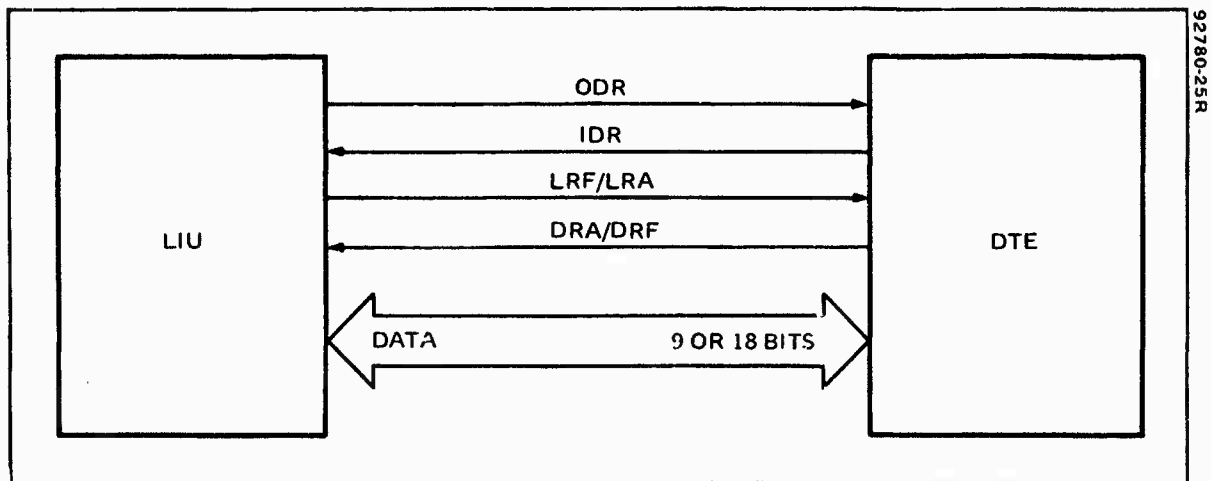 ODR
IDR
LRF/LRA
DRA/DRF
LIU
DTE
DATA
9 OR 18 BITS
92780-25R